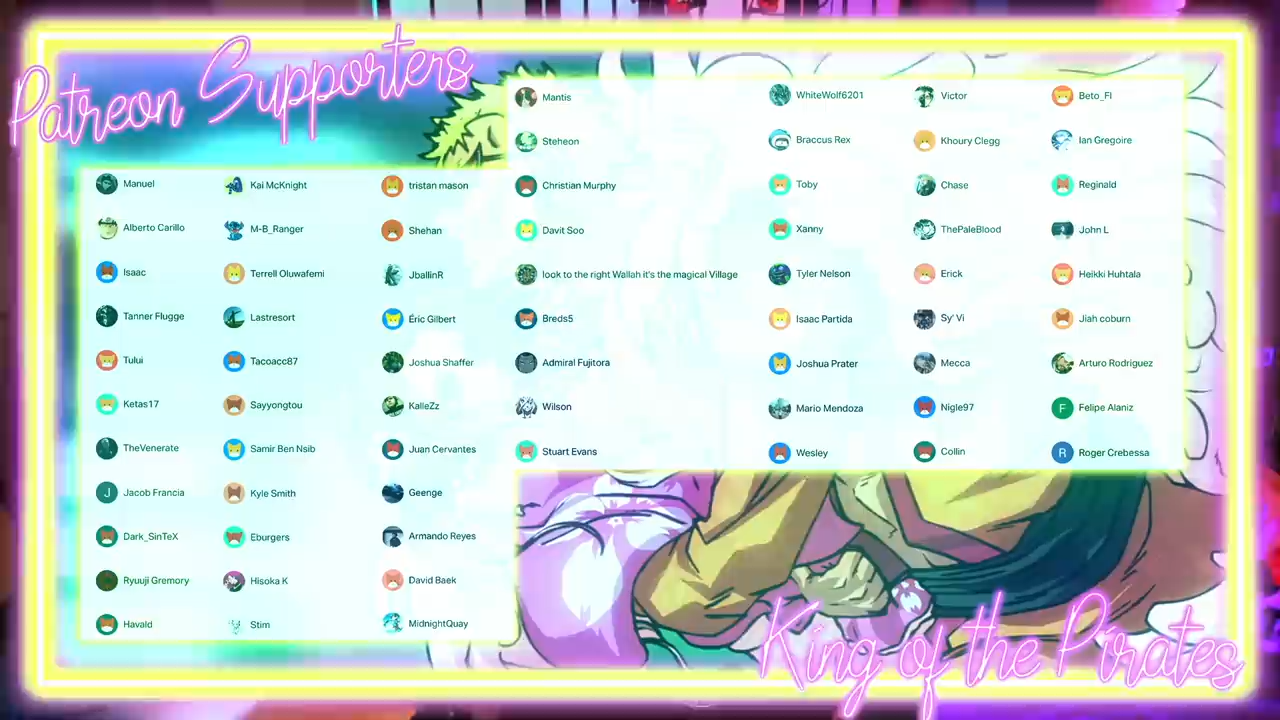 Patreon Supporters
Manuel
Alberto Carillo
Isaac
Tanner Flugge
Tului
Ketas17
TheVenerate
J
Jacob Francia
Dark_SinTeX
Ryuuji Gremory
Havald
Kai McKnight
M-B_Ranger
Terrell Oluwafemi
Lastresort
Tacoacc87
Sayyongtou
Samir Ben Nsib
Kyle Smith
Eburgers
Hisoka K
Stim
tristan mason
Shehan
JballinR
Éric Gilbert
Joshua Shaffer
KalleZz
Juan Cervantes
Geenge
Armando Reyes
David Baek
MidnightQuay
Mantis
Steheon
Christian Murphy
Davit Soo
look to the right Wallah it's the magical Village
Breds5
Admiral Fujitora
Wilson
Stuart Evans
WhiteWolf6201
Braccus Rex
Toby
Xanny
Tyler Nelson
Isaac Partida
Joshua Prater
Mario Mendoza
Wesley
Victor
Khoury Clegg
Chase
ThePaleBlood
Erick
Sy' Vi
Mecca
Nigle97
Collin
Beto_Fl
Ian Gregoire
Reginald
John L
Heikki Huhtala
Jiah coburn
Arturo Rodriguez
F
Felipe Alaniz
R
Roger Crebessa
King of the Pirates